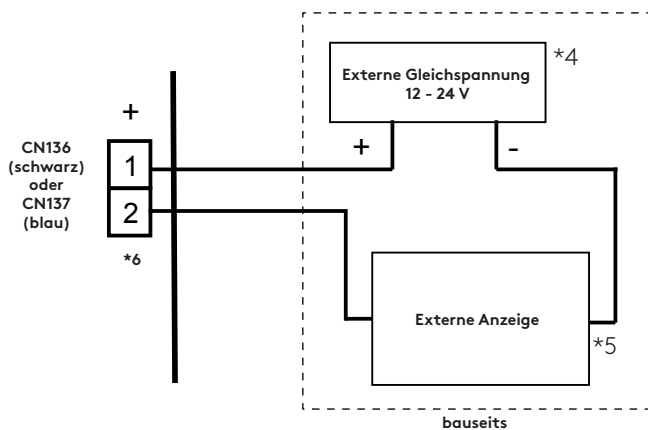 Externe Gleichspannung
12 - 24 V
*4
+
-
+
CN136
(schwarz)
oder
CN137
(blau)
1
2
*6
Externe Anzeige
*5
bauseits